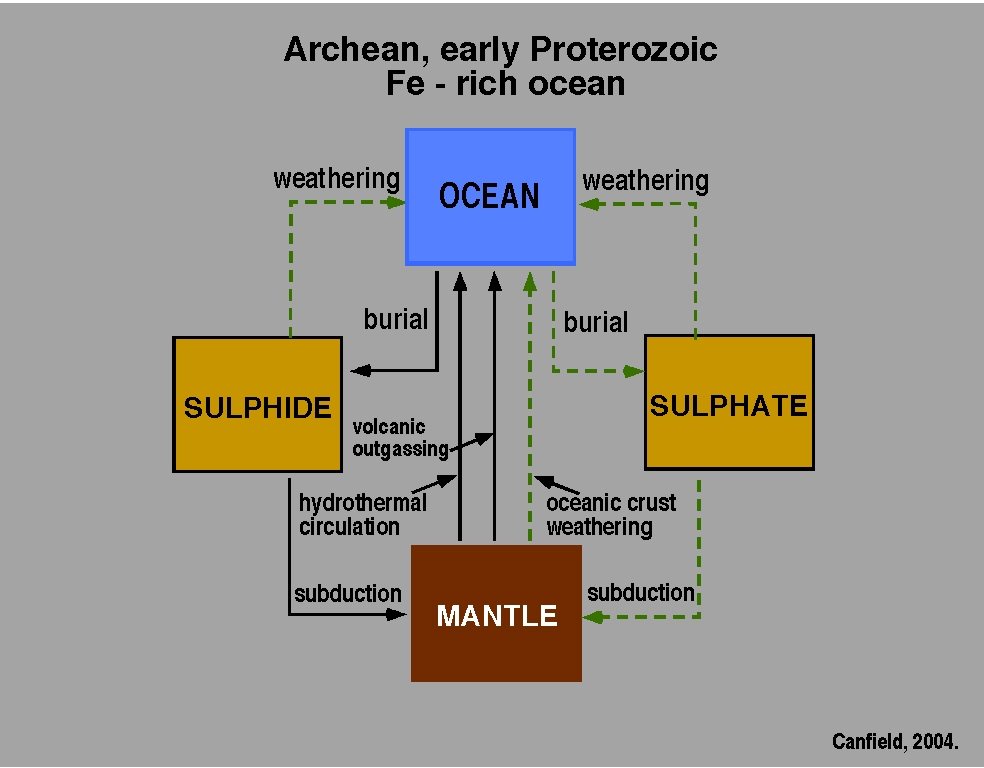 Archean, early Proterozoic
Fe - rich ocean
weathering
OCEAN
weathering
burial
burial
SULPHIDE
SULPHATE
volcanic
outgassing
hydrothermal
circulation
oceanic crust
weathering
subduction
MANTLE
subduction
Canfield, 2004.